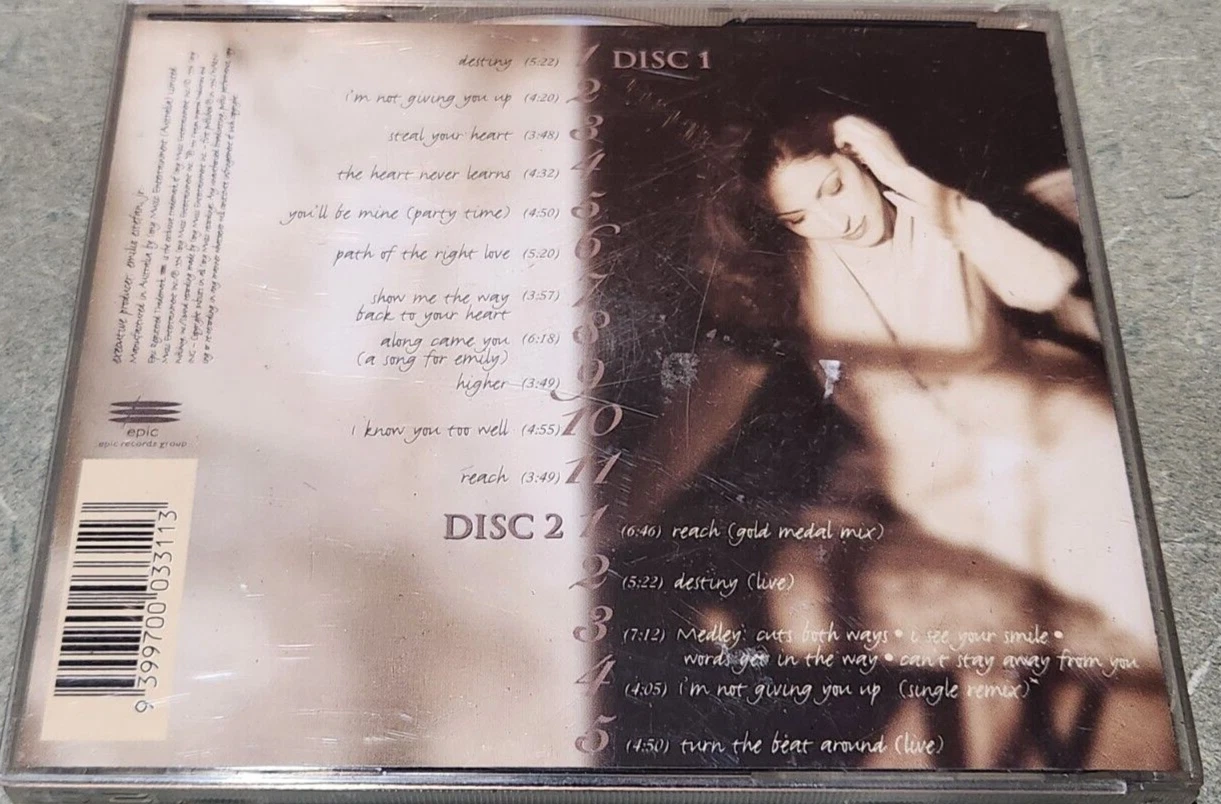 DISC 1
destiny (5:22) 1
i'm not giving you up (4:20) 2
steal your heart (3:48) 3
the heart never learns (4:32) 4
you'll be mine (party time) (4:50) 5
path of the right love (5:20) 6
show me the way (3:57) 7
back to your heart
along came you (6:18) 8
(a song for emily)
higher (3:49) 9
i know you too well (4:55) 10
reach (3:49) 11
DISC 2
1 (6:46) reach (gold medal mix)
2 (5:22) destiny (live)
3 (7:12) Medley: cuts both ways • i see your smile •
words get in the way • can't stay away from you
4 (4:05) i'm not giving you up (single remix)
5 (4:50) turn the beat around (live)
executive producer: emilio estefan, jr.
epic
epic records group
9 399700 033113